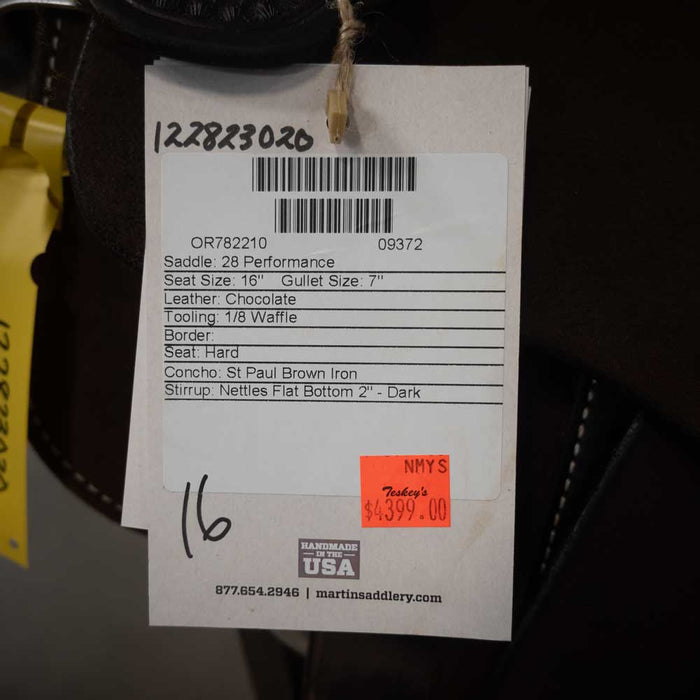 122823020
OR782210 09372
Saddle: 28 Performance
Seat Size: 16" Gullet Size: 7"
Leather: Chocolate
Tooling: 1/8 Waffle
Border:
Seat: Hard
Concho: St Paul Brown Iron
Stirrup: Nettles Flat Bottom 2" - Dark
NMYS
Teskey's
$4399.00
16
HANDMADE
IN THE
USA
877.654.2946 | martinsaddlery.com
122823020